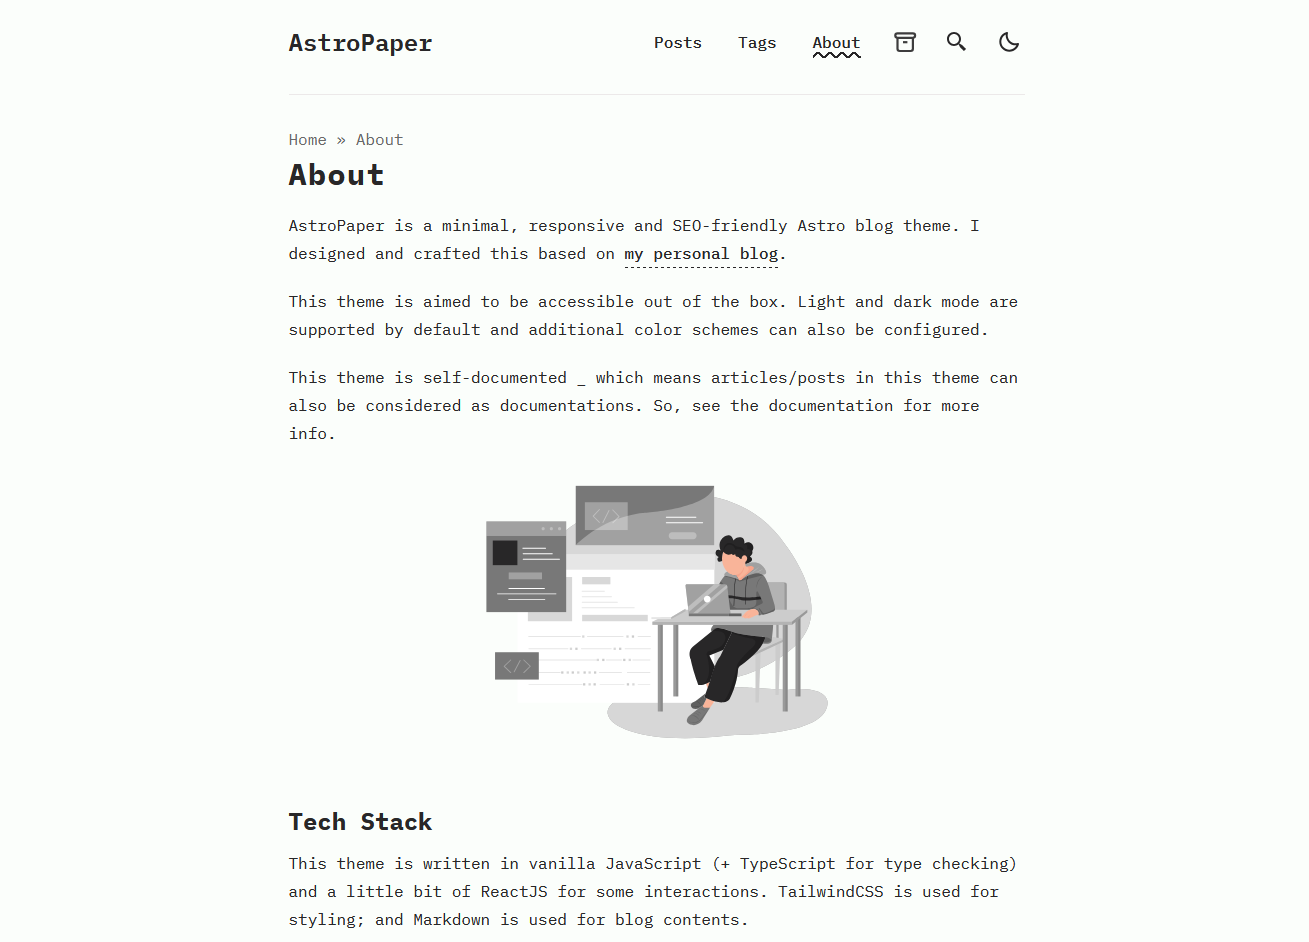 AstroPaper
Posts
Tags
About
Home » About
About
AstroPaper is a minimal, responsive and SEO-friendly Astro blog theme. I
designed and crafted this based on my personal blog.
This theme is aimed to be accessible out of the box. Light and dark mode are
supported by default and additional color schemes can also be configured.
This theme is self-documented _ which means articles/posts in this theme can
also be considered as documentations. So, see the documentation for more
info.
</>
</>
Tech Stack
This theme is written in vanilla JavaScript (+ TypeScript for type checking)
and a little bit of ReactJS for some interactions. TailwindCSS is used for
styling; and Markdown is used for blog contents.